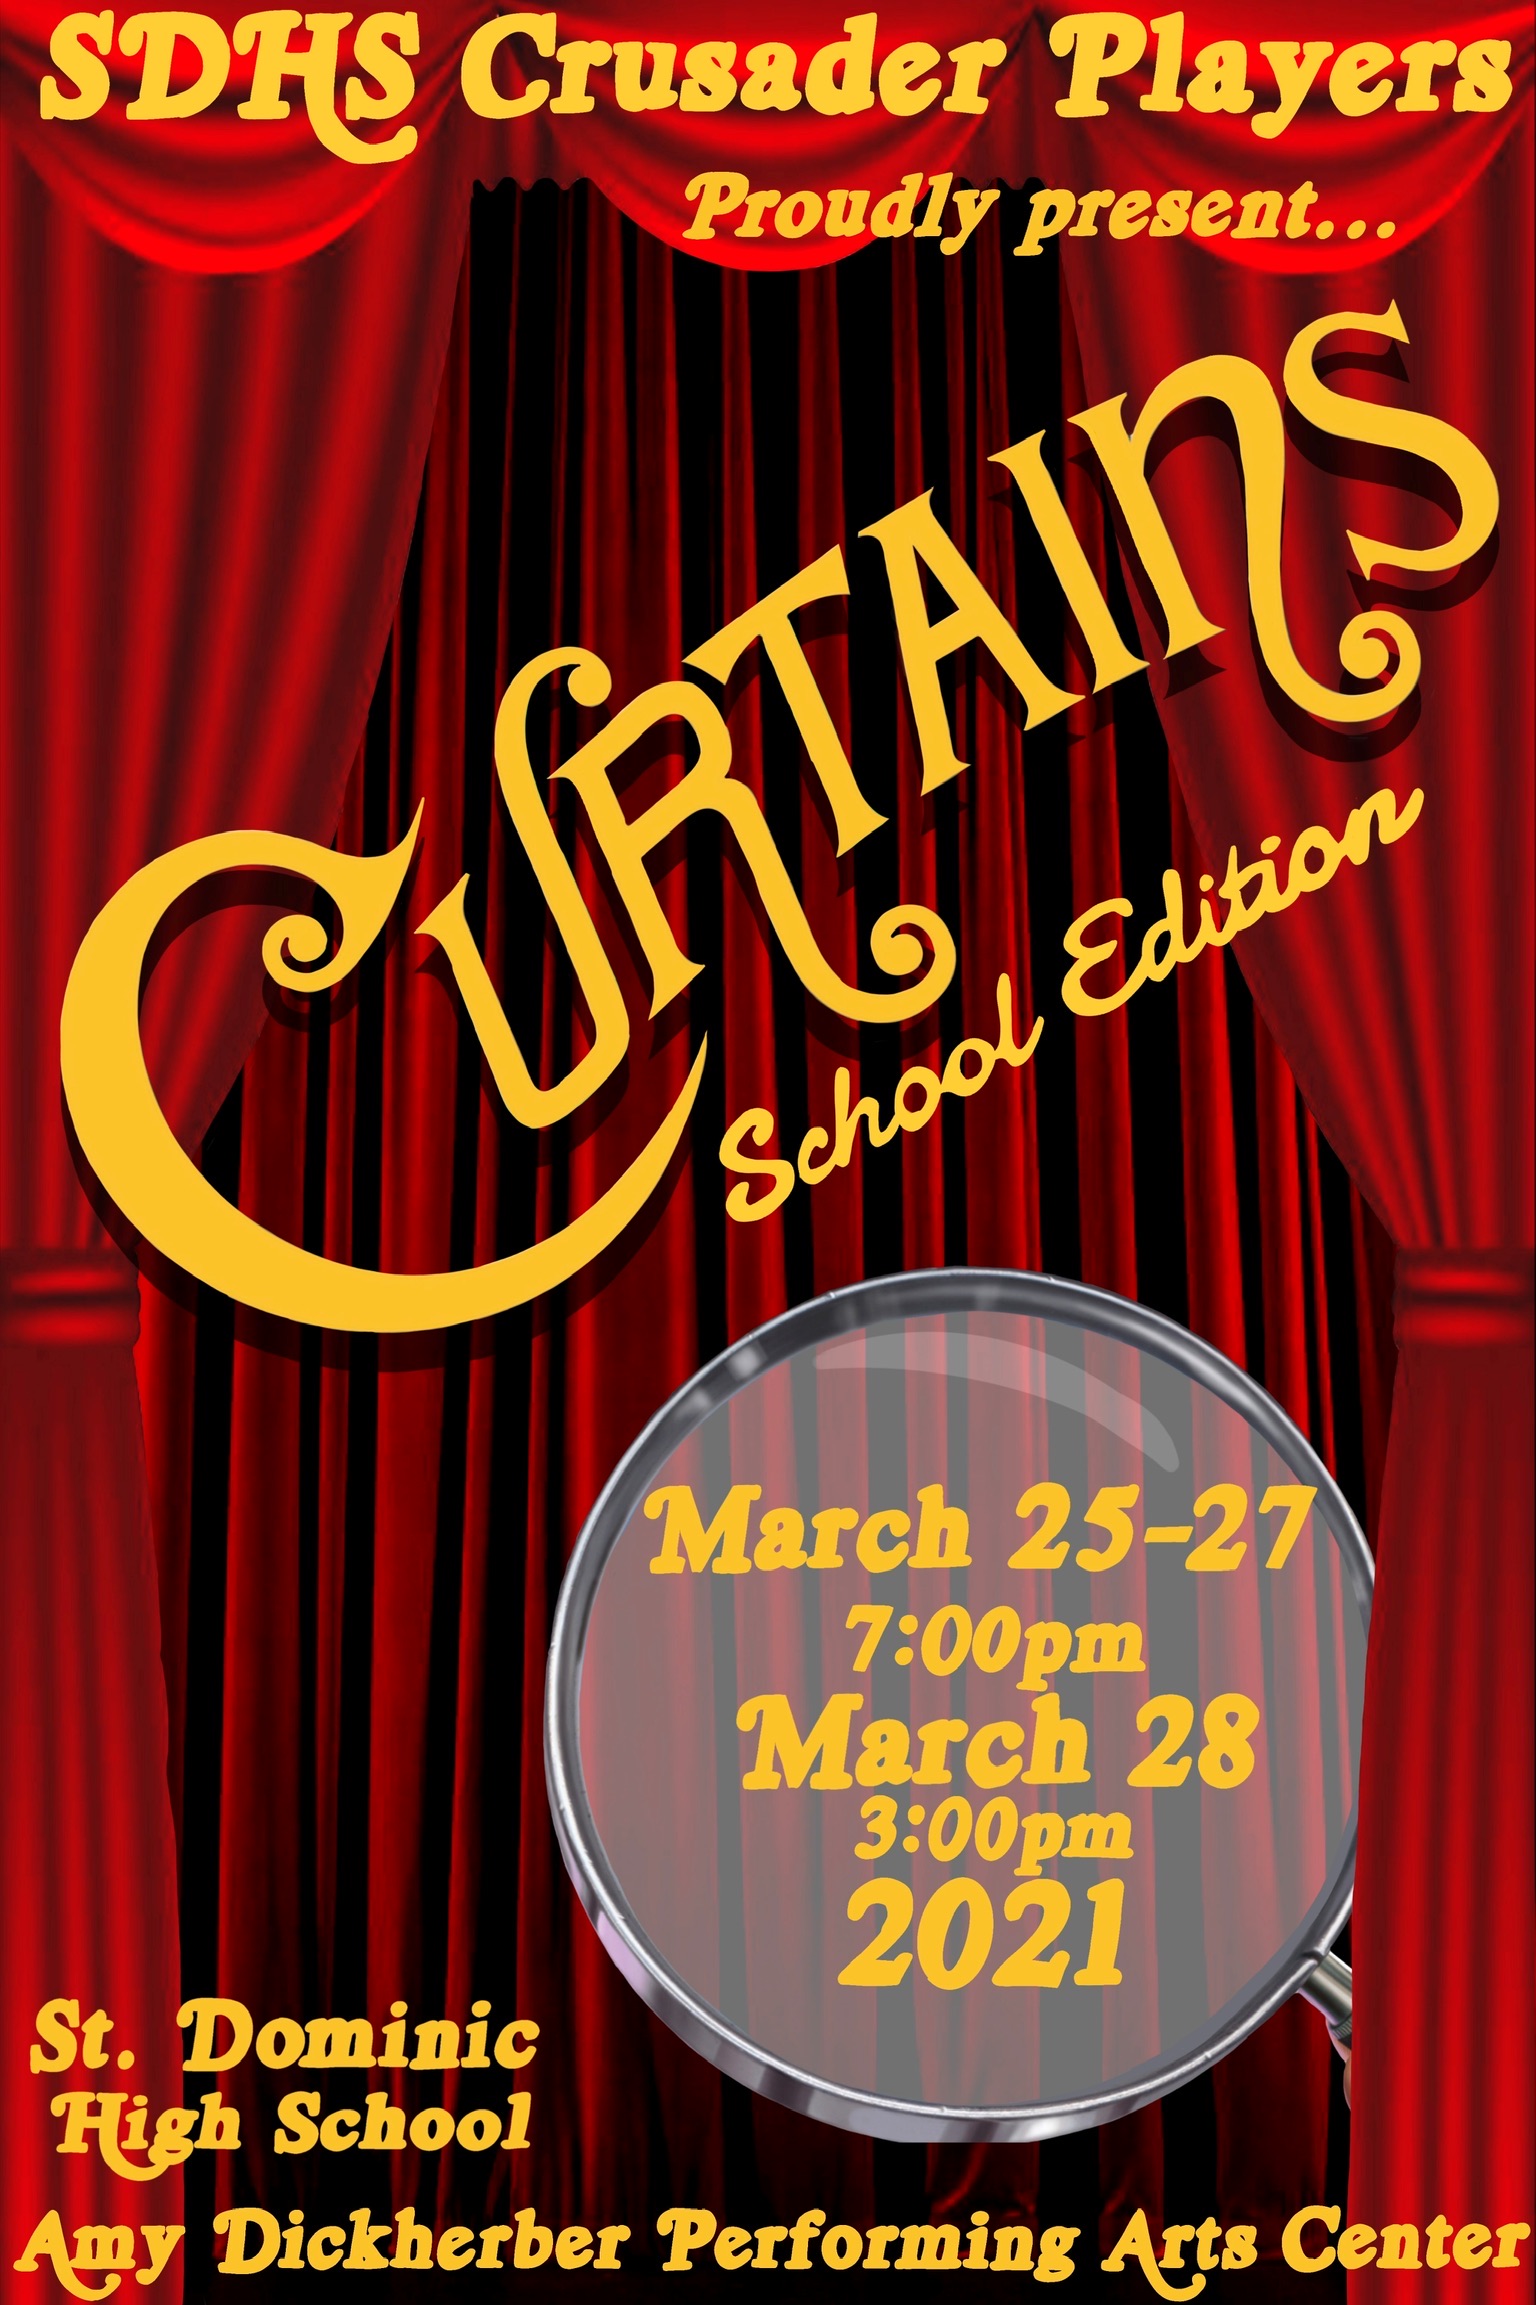 SDHS Crusader Players
Proudly present...
CURTAINS
School Edition
March 25-27
7:00pm
March 28
3:00pm
2021
St. Dominic
High School
Amy Dickherber Performing Arts Center